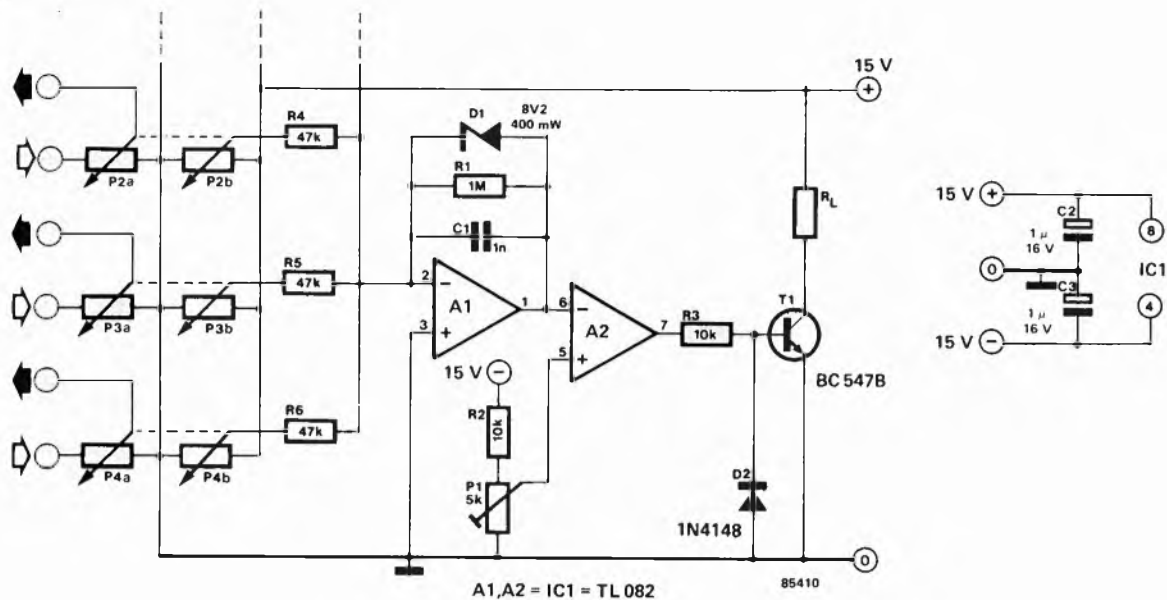 15 V
+
D1
8V2
400 mW
R4
47k
P2a
P2b
R1
1M
RL
C1
1n
R5
47k
P3a
P3b
2
−
A1
1
3
+
6
−
A2
7
5
+
R3
10k
T1
BC 547B
15 V
−
R2
10k
P1
5k
R6
47k
P4a
P4b
D2
1N4148
0
85410
A1,A2 = IC1 = TL 082
15 V
+
C2
1 μ
16 V
8
0
IC1
C3
1 μ
16 V
4
15 V
−